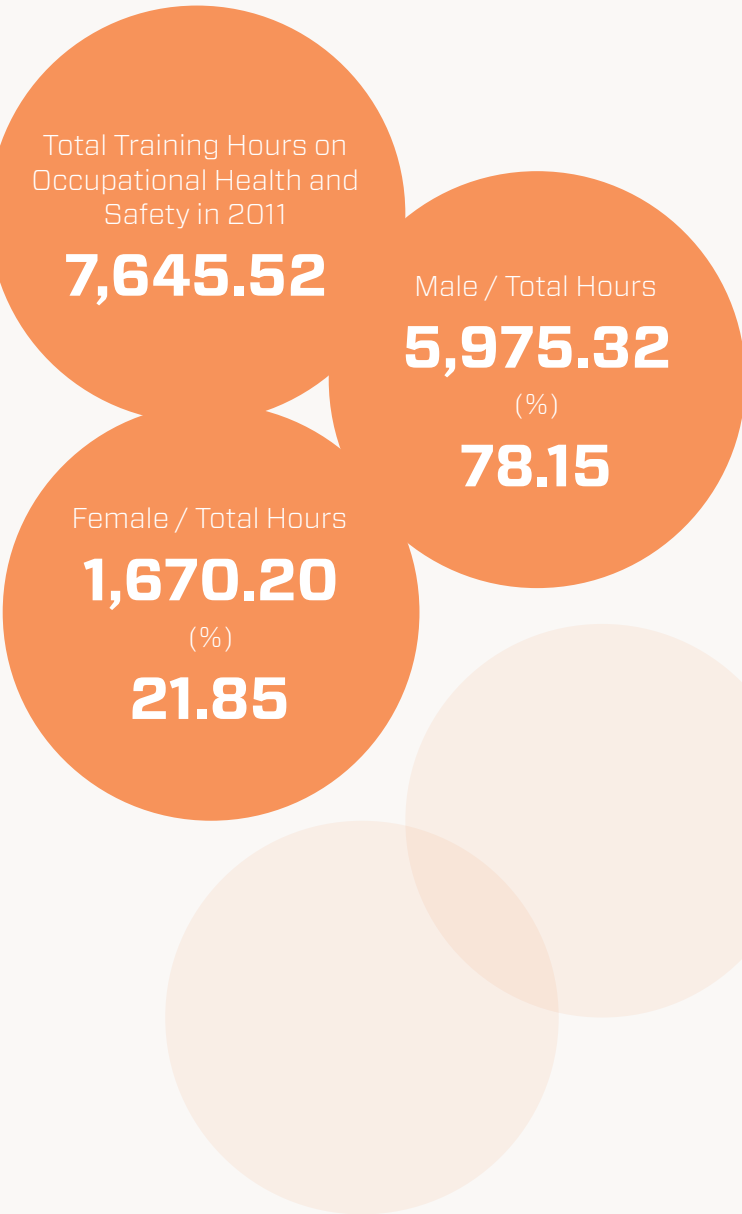 Total Training Hours on
Occupational Health and
Safety in 2011
7,645.52
Male / Total Hours
5,975.32
(%)
78.15
Female / Total Hours
1,670.20
(%)
21.85